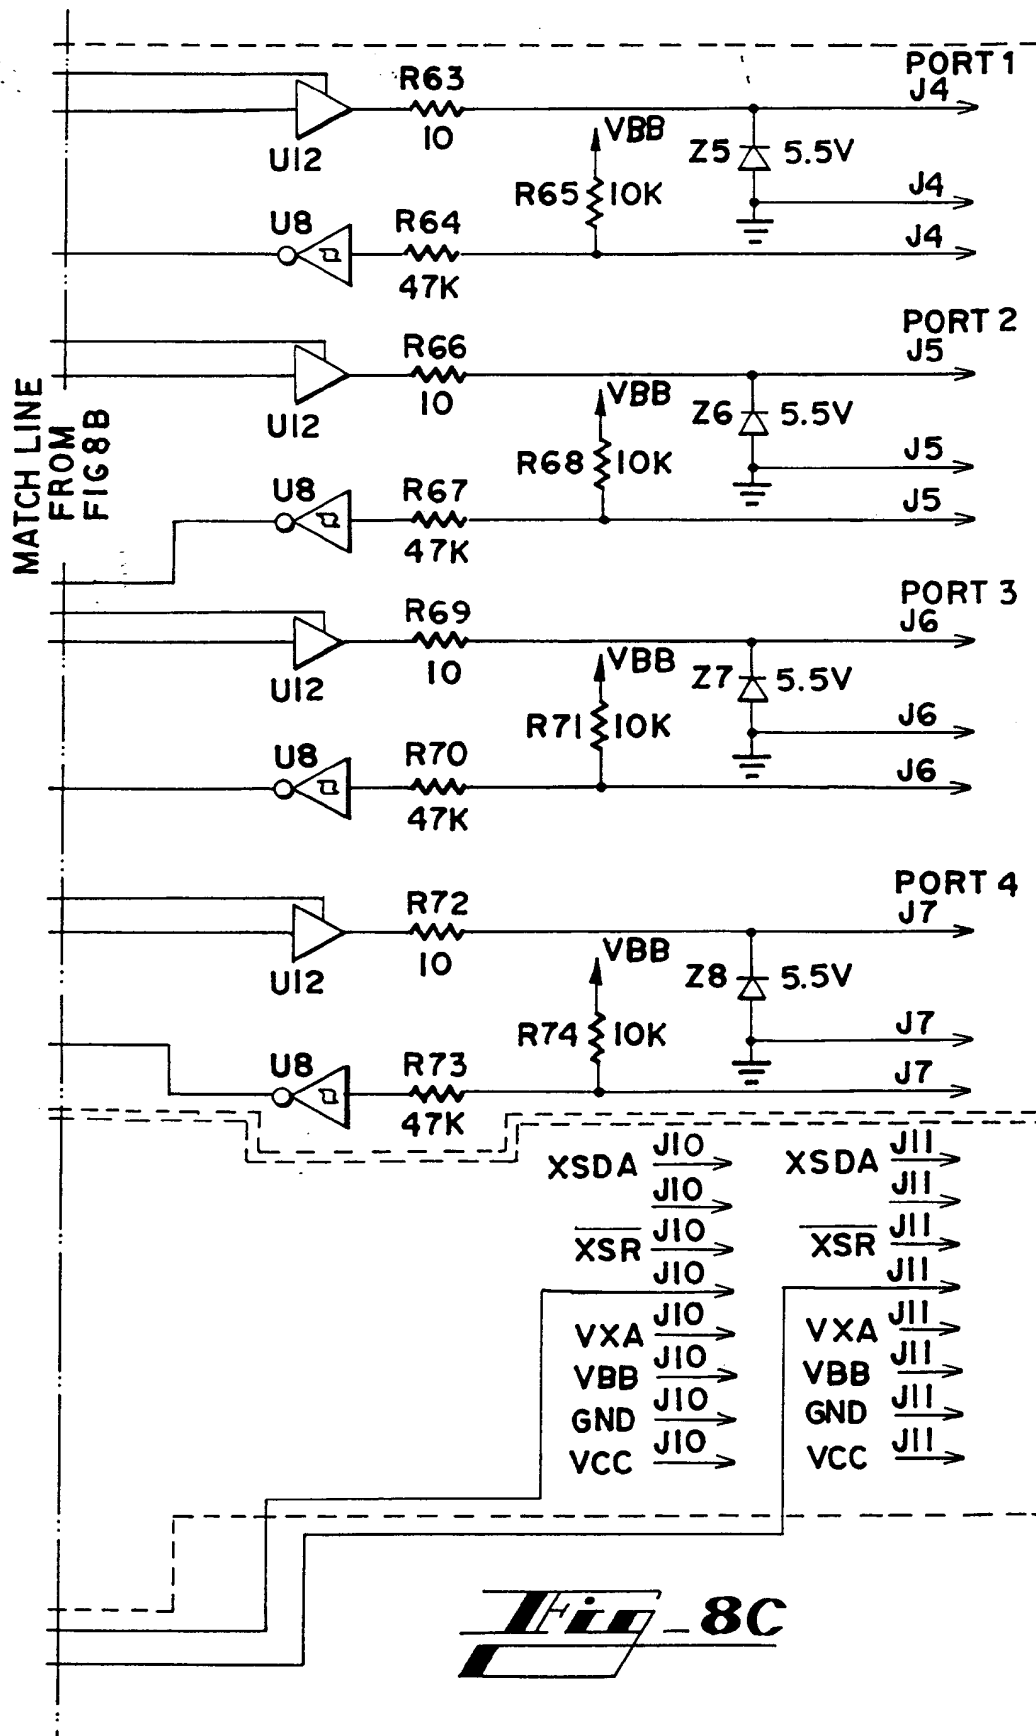 PORT 1
R63
J4
10
VBB
U12
Z5
5.5V
R65
10K
J4
U8
R64
J4
47K
PORT 2
R66
J5
10
VBB
U12
Z6
5.5V
MATCH LINE
FROM
FIG8B
R68
10K
J5
U8
R67
J5
47K
PORT 3
R69
J6
10
VBB
U12
Z7
5.5V
R71
10K
J6
U8
R70
J6
47K
PORT 4
R72
J7
10
VBB
U12
Z8
5.5V
R74
10K
J7
U8
R73
J7
47K
XSDA J10 XSDA J11
J10 J11
XSR J10 XSR J11
J10 J11
VXA J10 VXA J11
VBB J10 VBB J11
GND J10 GND J11
VCC J10 VCC J11
Fig_8C